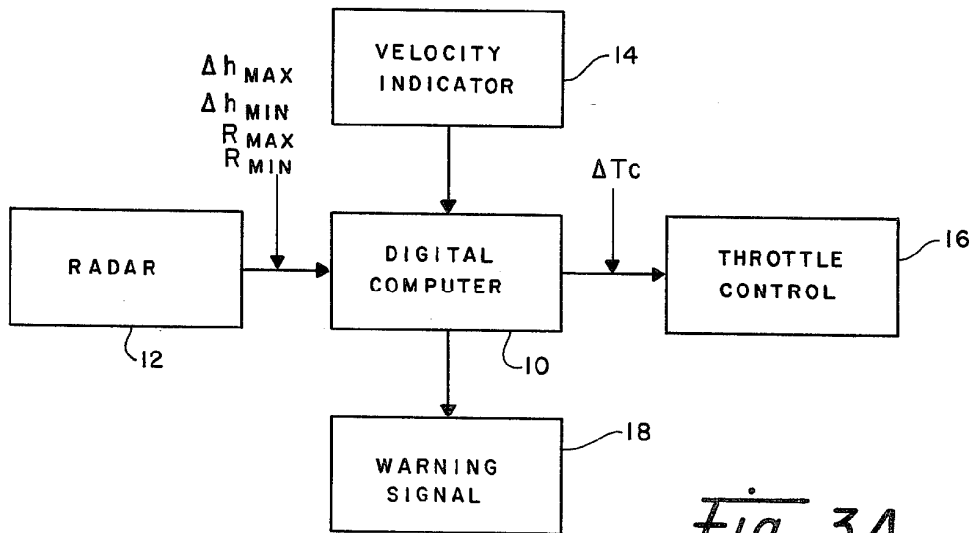 VELOCITY
INDICATOR
14
Δh MAX
Δh MIN
R MAX
R MIN
ΔTc
RADAR
12
DIGITAL
COMPUTER
10
THROTTLE
CONTROL
16
WARNING
SIGNAL
18
Fig. 3A